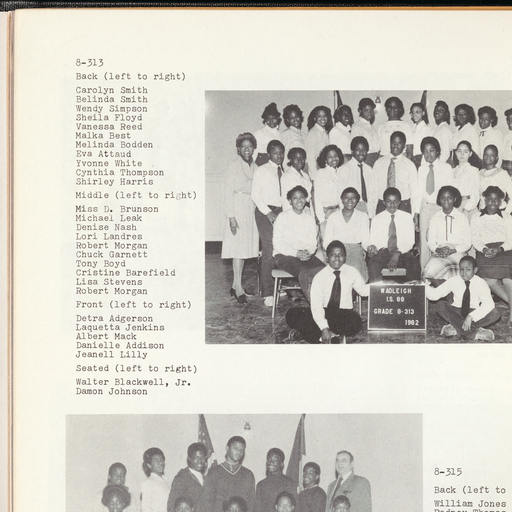 8-313
Back (left to right)
Carolyn Smith
Belinda Smith
Wendy Simpson
Sheila Floyd
Vanessa Reed
Malka Best
Melinda Bodden
Eva Attaud
Yvonne White
Cynthia Thompson
Shirley Harris
Middle (left to right)
Miss D. Brunson
Michael Leak
Denise Nash
Lori Landres
Robert Morgan
Chuck Garnett
Tony Boyd
Cristine Barefield
Lisa Stevens
Robert Morgan
Front (left to right)
Detra Adgerson
Laquetta Jenkins
Albert Mack
Danielle Addison
Jeanell Lilly
Seated (left to right)
Walter Blackwell, Jr.
Damon Johnson
WADLEIGH
I.S. 88
GRADE 8-313
1982
8-315
Back (left to
William Jones